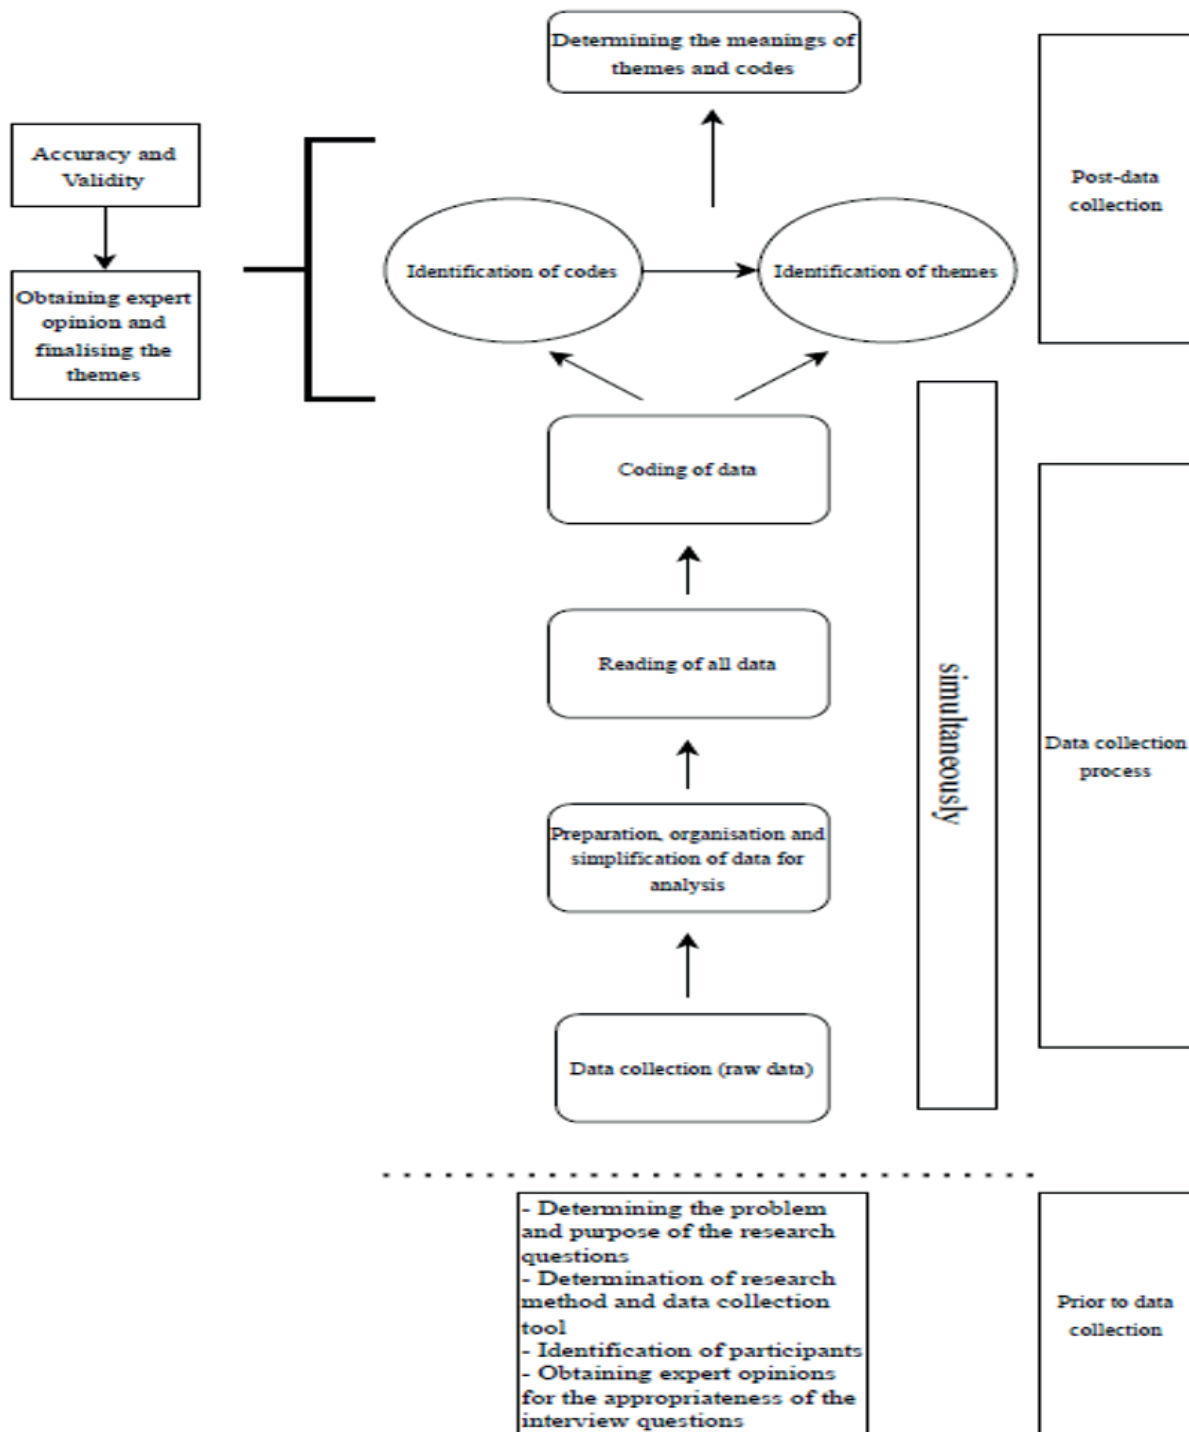 Determining the meanings of
themes and codes
Accuracy and
Validity
Obtaining expert
opinion and
finalising the
themes
Identification of codes
Identification of themes
Post-data
collection
Coding of data
Reading of all data
Preparation, organisation and
simplification of data for
analysis
Data collection (raw data)
simultaneously
Data collection
process
- Determining the problem
and purpose of the research
questions
- Determination of research
method and data collection
tool
- Identification of participants
- Obtaining expert opinions
for the appropriateness of the
interview questions
Prior to data
collection